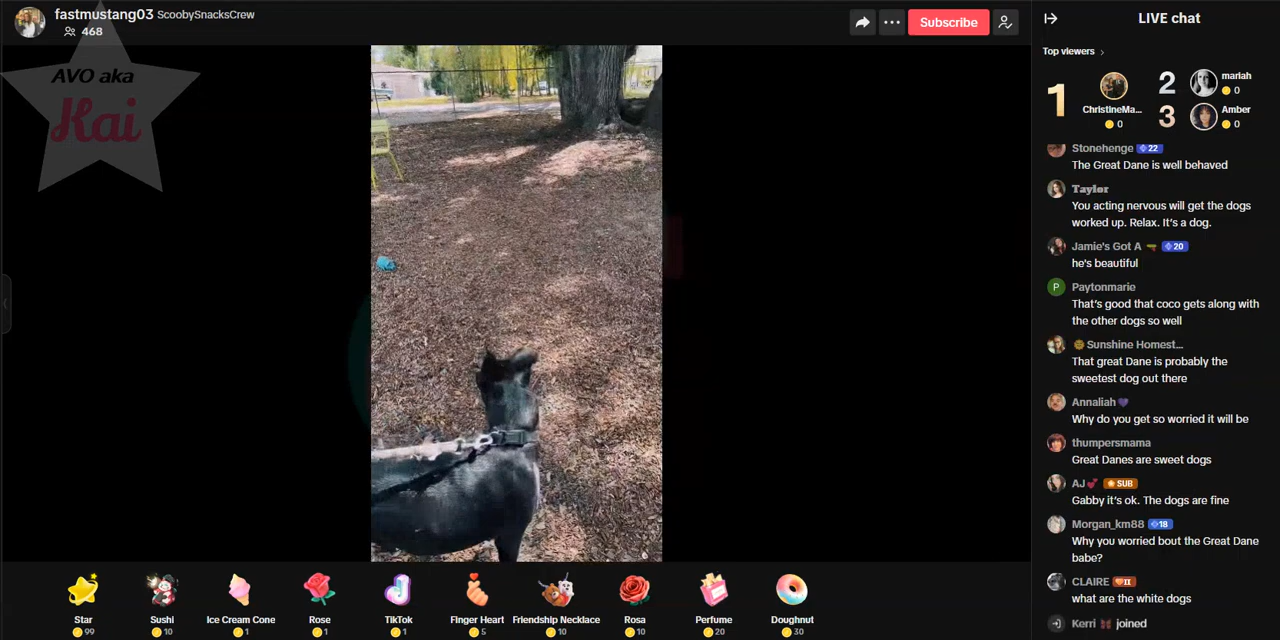 fastmustang03 ScoobySnacksCrew
468
Subscribe
AVO aka
Kai
LIVE chat
Top viewers
1
ChristineMa...
0
2
mariah
0
3
Amber
0
Stonehenge 22
The Great Dane is well behaved
Taylor
You acting nervous will get the dogs
worked up. Relax. It's a dog.
Jamie's Got A 20
he's beautiful
P
Paytonmarie
That's good that coco gets along with
the other dogs so well
Sunshine Homest...
That great Dane is probably the
sweetest dog out there
Annaliah
Why do you get so worried it will be
thumpersmama
Great Danes are sweet dogs
AJ SUB
Gabby it's ok. The dogs are fine
Morgan_km88 18
Why you worried bout the Great Dane
babe?
CLAIRE II
what are the white dogs
Kerri joined
Star
99
Sushi
10
Ice Cream Cone
1
Rose
1
TikTok
1
Finger Heart
5
Friendship Necklace
10
Rosa
10
Perfume
20
Doughnut
30